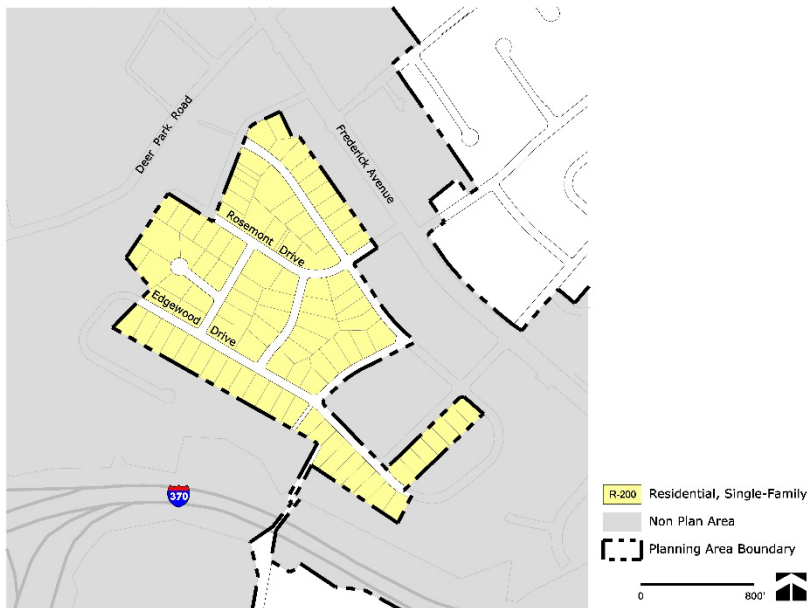 Deer Park Road
Frederick Avenue
Rosemont Drive
Edgewood Drive
370
R-200 Residential, Single-Family
Non Plan Area
Planning Area Boundary
0 800'